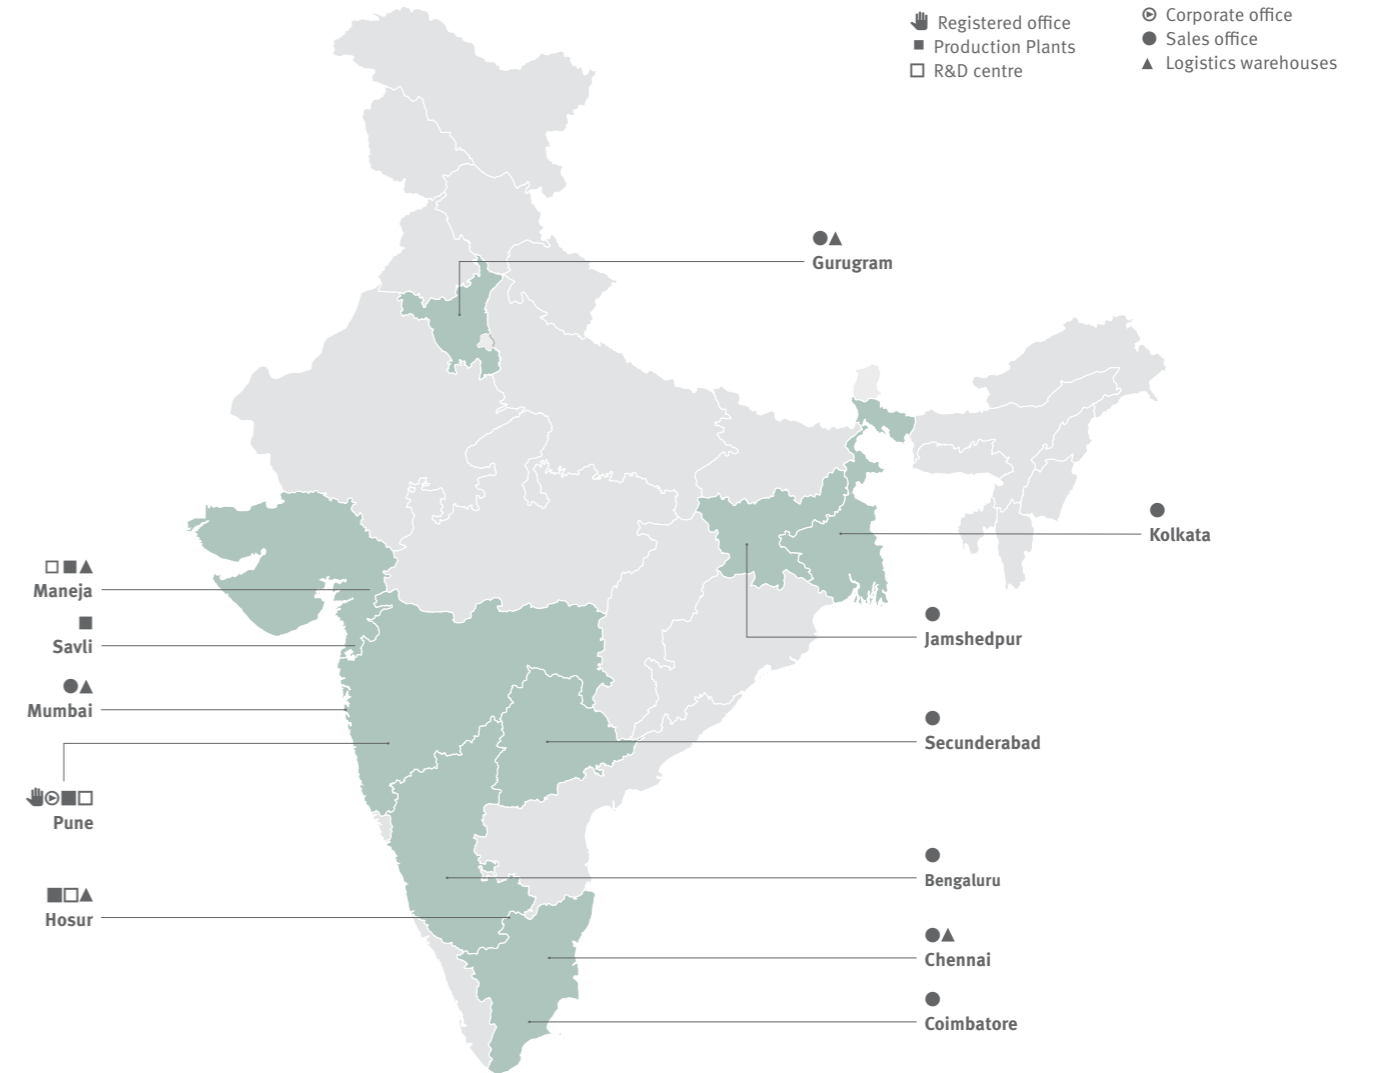 Registered office
Production Plants
R&D centre
Corporate office
Sales office
Logistics warehouses
Gurugram
Kolkata
Maneja
Jamshedpur
Savli
Mumbai
Secunderabad
Pune
Bengaluru
Hosur
Chennai
Coimbatore